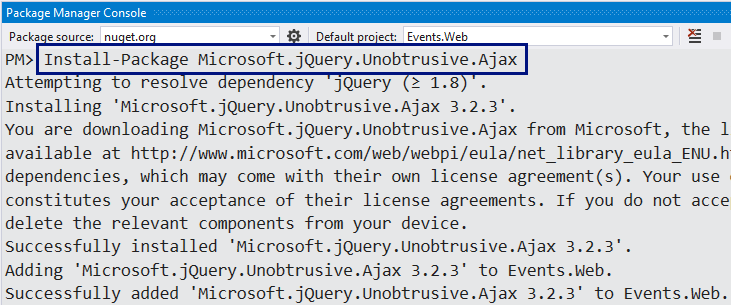 Package Manager Console
Package source: nuget.org Default project: Events.Web
PM> Install-Package Microsoft.jQuery.Unobtrusive.Ajax
Attempting to resolve dependency 'jQuery (≥ 1.8)'.
Installing 'Microsoft.jQuery.Unobtrusive.Ajax 3.2.3'.
You are downloading Microsoft.jQuery.Unobtrusive.Ajax from Microsoft, the l
available at http://www.microsoft.com/web/webpi/eula/net_library_eula_ENU.h
dependencies, which may come with their own license agreement(s). Your use
constitutes your acceptance of their license agreements. If you do not acce
delete the relevant components from your device.
Successfully installed 'Microsoft.jQuery.Unobtrusive.Ajax 3.2.3'.
Adding 'Microsoft.jQuery.Unobtrusive.Ajax 3.2.3' to Events.Web.
Successfully added 'Microsoft.jQuery.Unobtrusive.Ajax 3.2.3' to Events.Web.